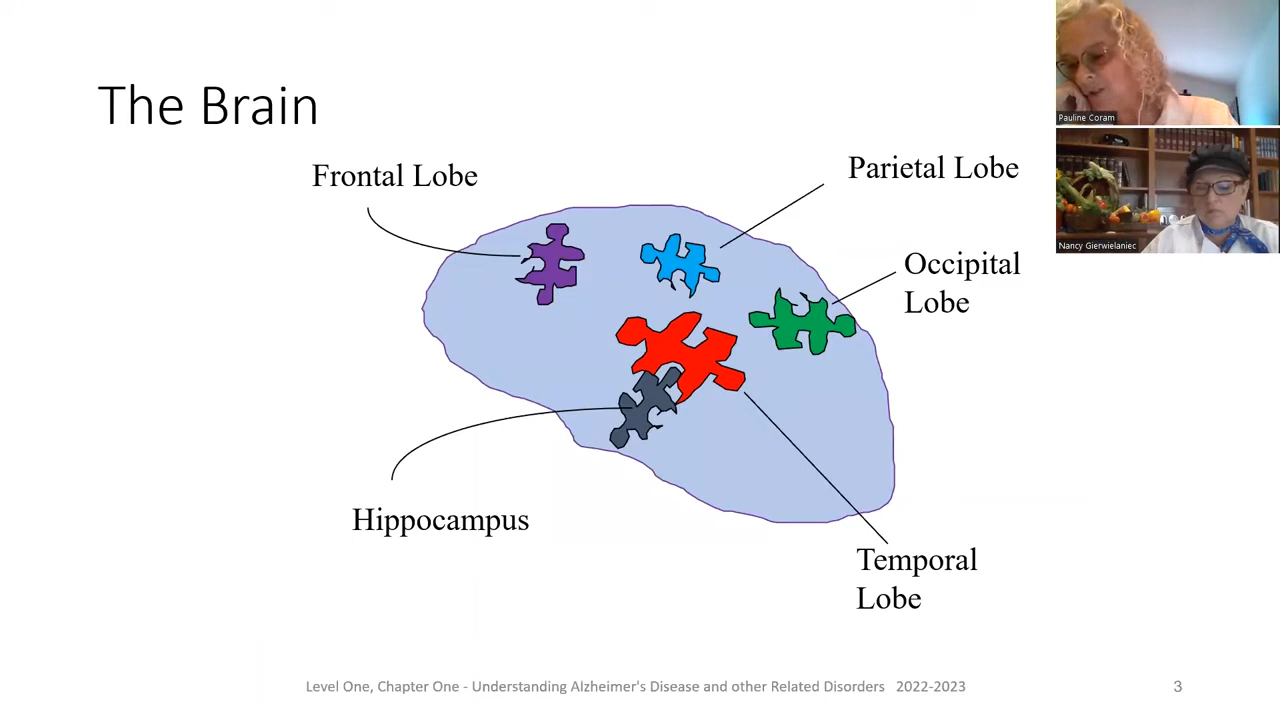 The Brain
Frontal Lobe
Parietal Lobe
Occipital
Lobe
Hippocampus
Temporal
Lobe
Level One, Chapter One - Understanding Alzheimer's Disease and other Related Disorders 2022-2023
3
Pauline Coram
Nancy Gierwielaniec